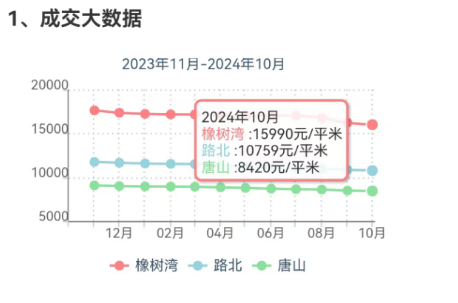 1、成交大数据
2023年11月-2024年10月
20000
15000
10000
5000
2024年10月
橡树湾:15990元/平米
路北:10759元/平米
唐山:8420元/平米
12月 02月 04月 06月 08月 10月
橡树湾 路北 唐山